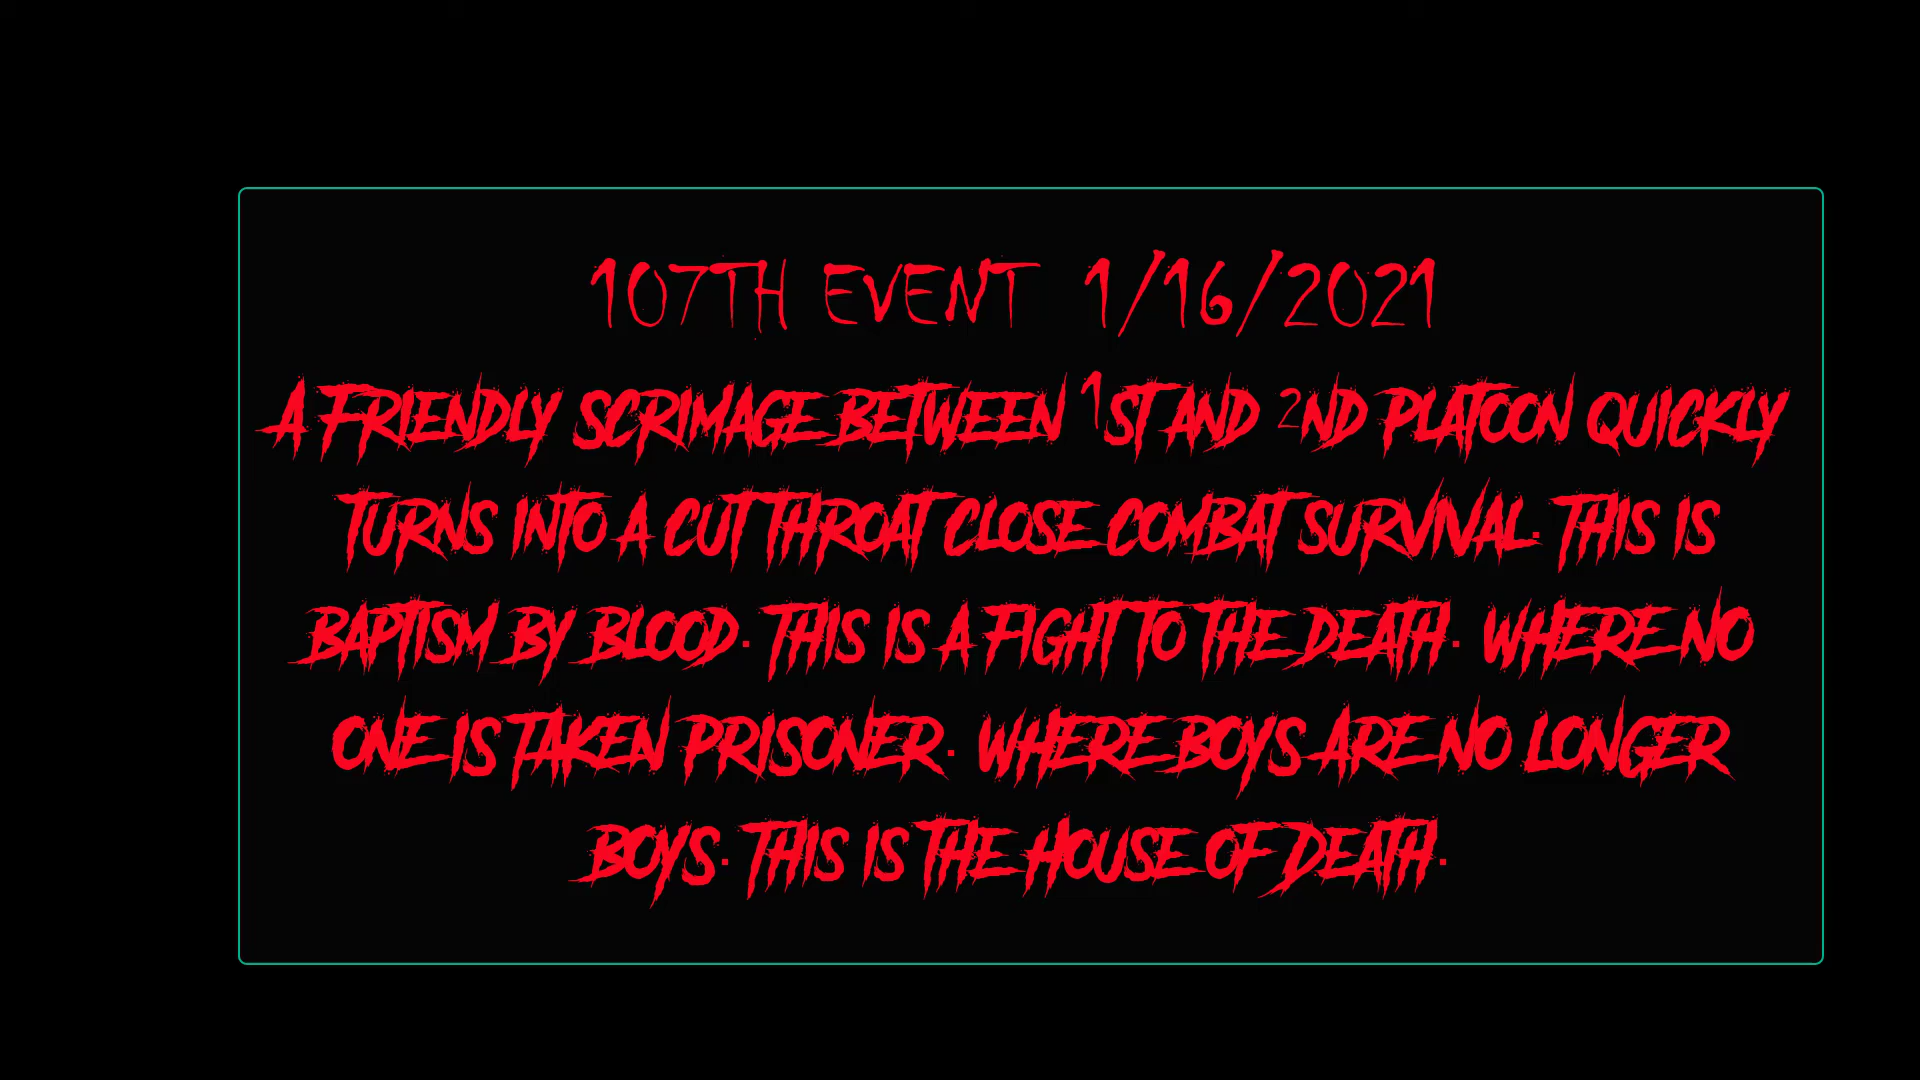 107TH EVENT 1/16/2021
A FRIENDLY SCRIMAGE BETWEEN 1ST AND 2ND PLATOON QUICKLY
TURNS INTO A CUT THROAT CLOSE COMBAT SURVIVAL. THIS IS
BAPTISM BY BLOOD. THIS IS A FIGHT TO THE DEATH. WHERE NO
ONE IS TAKEN PRISONER. WHERE BOYS ARE NO LONGER
BOYS. THIS IS THE HOUSE OF DEATH.